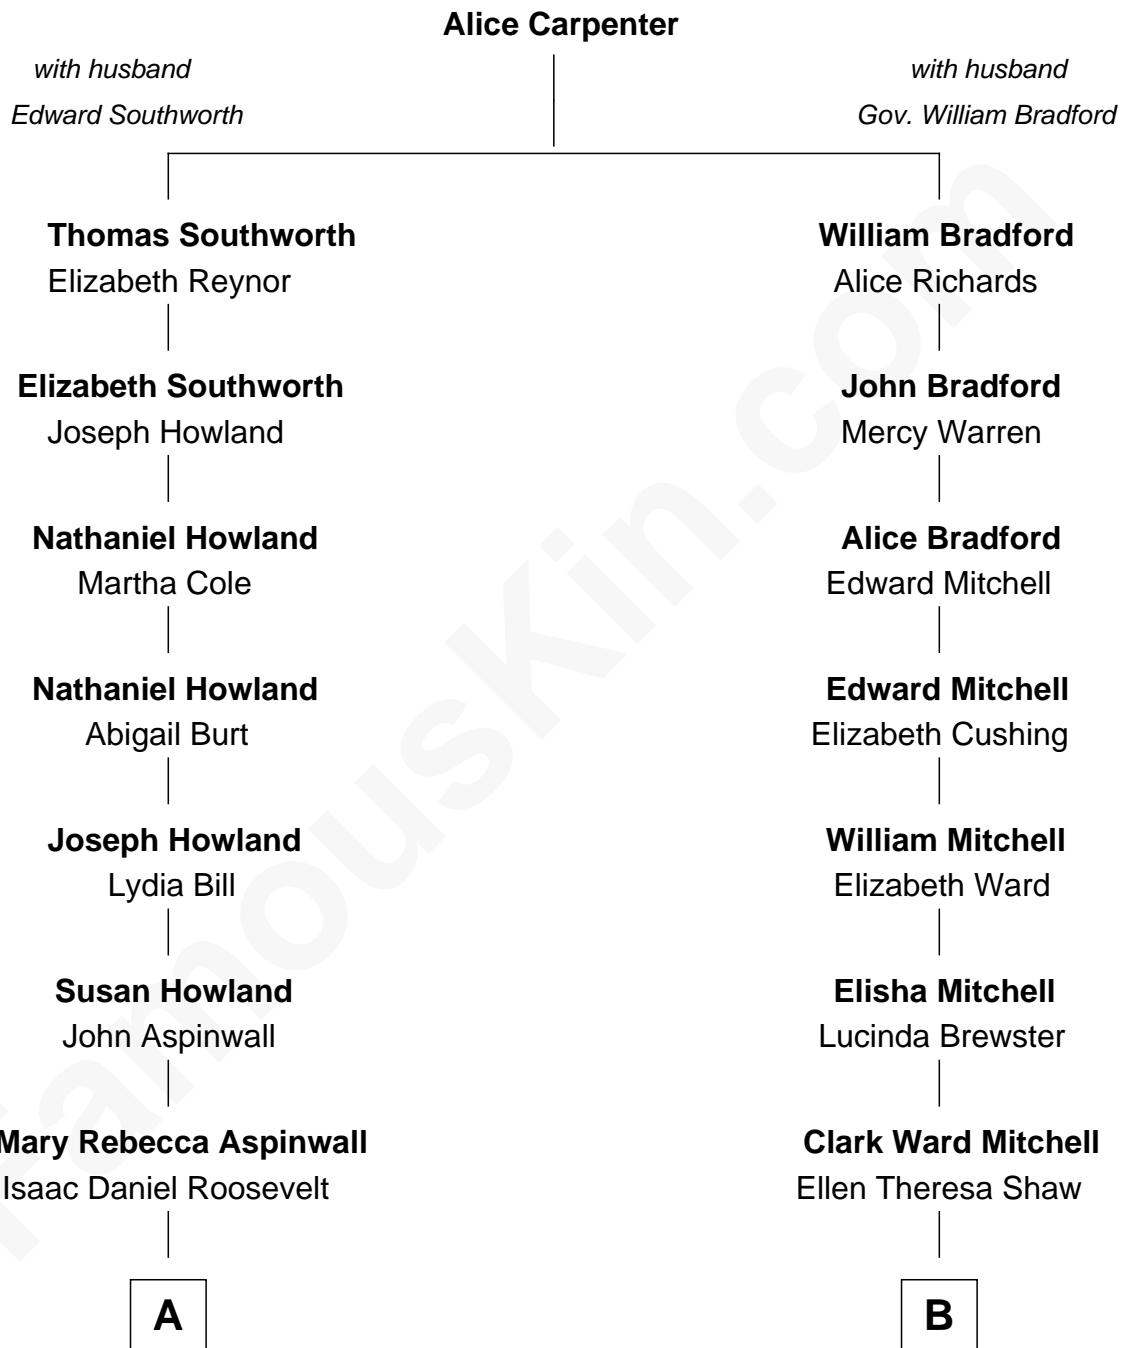 Alice Carpenter
with husband
Edward Southworth
with husband
Gov. William Bradford
Thomas Southworth
Elizabeth Reynor
William Bradford
Alice Richards
Elizabeth Southworth
Joseph Howland
John Bradford
Mercy Warren
Nathaniel Howland
Martha Cole
Alice Bradford
Edward Mitchell
Nathaniel Howland
Abigail Burt
Edward Mitchell
Elizabeth Cushing
Joseph Howland
Lydia Bill
William Mitchell
Elizabeth Ward
Susan Howland
John Aspinwall
Elisha Mitchell
Lucinda Brewster
Mary Rebecca Aspinwall
Isaac Daniel Roosevelt
Clark Ward Mitchell
Ellen Theresa Shaw
A
B
FamousKin.com